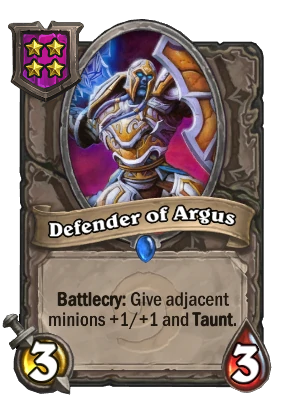 Defender of Argus
Battlecry: Give adjacent
minions +1/+1 and Taunt.
3
3